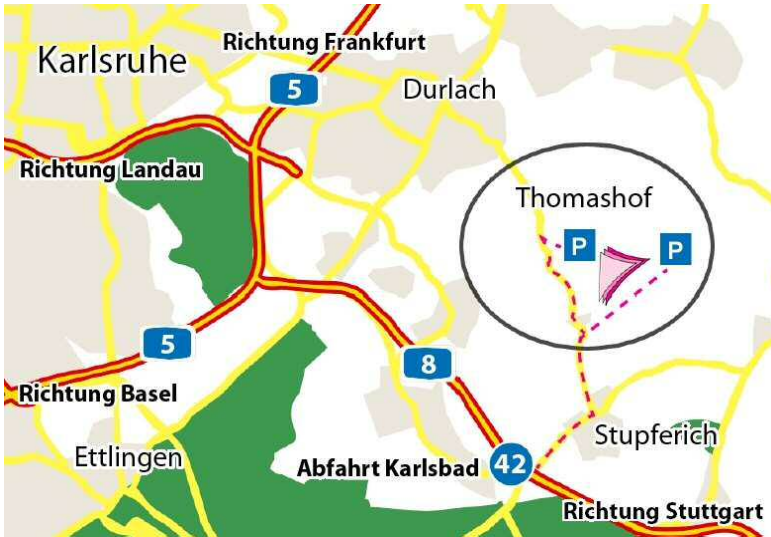 Richtung Frankfurt
Karlsruhe
5
Durlach
Richtung Landau
Thomashof
P
P
5
8
Richtung Basel
Stupferich
Ettlingen
Abfahrt Karlsbad
42
Richtung Stuttgart